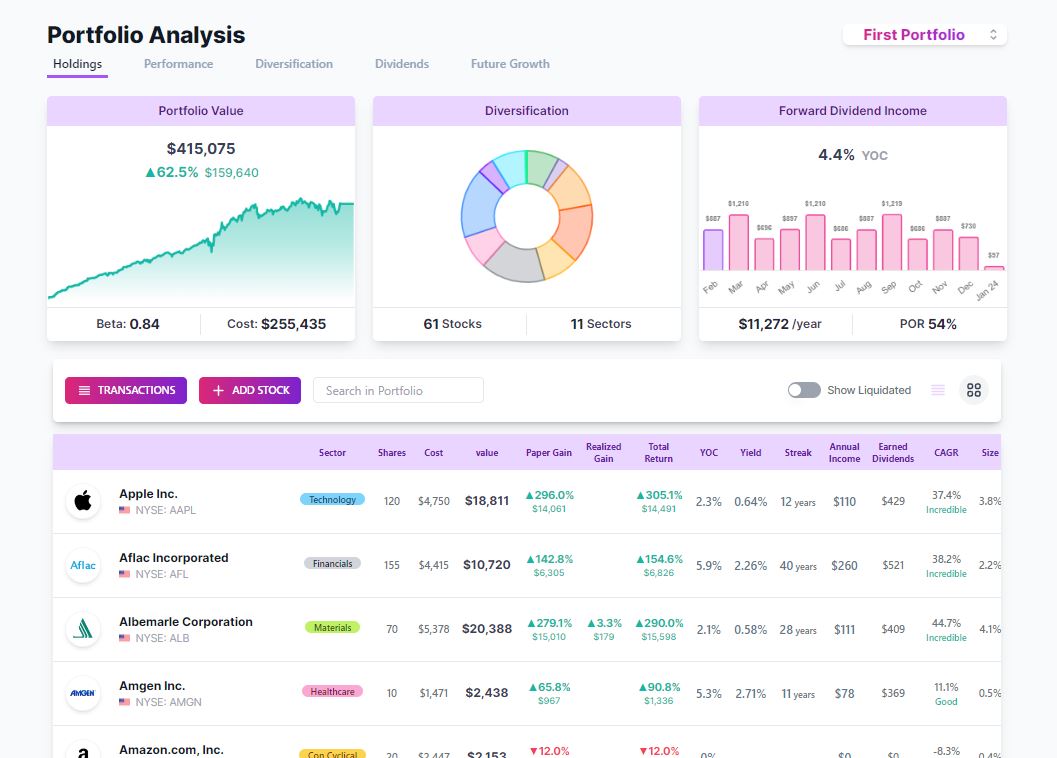 Portfolio Analysis
First Portfolio
Holdings Performance Diversification Dividends Future Growth
Portfolio Value
$415,075
▲62.5% $159,640
Beta: 0.84 Cost: $255,435
Diversification
61 Stocks 11 Sectors
Forward Dividend Income
4.4% YOC
$887 $1,210 $696 $897 $1,210 $686 $887 $1,219 $686 $887 $730 $97
Feb Mar Apr May Jun Jul Aug Sep Oct Nov Dec Jan 24
$11,272 /year POR 54%
TRANSACTIONS ADD STOCK Search in Portfolio Show Liquidated
Sector Shares Cost value Paper Gain Realized Gain Total Return YOC Yield Streak Annual Income Earned Dividends CAGR Size
Apple Inc.
NYSE: AAPL
Technology 120 $4,750 $18,811 ▲296.0% $14,061 ▲305.1% $14,491 2.3% 0.64% 12 years $110 $429 37.4% Incredible 3.8%
Aflac
Aflac Incorporated
NYSE: AFL
Financials 155 $4,415 $10,720 ▲142.8% $6,305 ▲154.6% $6,826 5.9% 2.26% 40 years $260 $521 38.2% Incredible 2.2%
Albemarle Corporation
NYSE: ALB
Materials 70 $5,378 $20,388 ▲279.1% $15,010 ▲3.3% $179 ▲290.0% $15,598 2.1% 0.58% 28 years $111 $409 44.7% Incredible 4.1%
AMGEN
Amgen Inc.
NYSE: AMGN
Healthcare 10 $1,471 $2,438 ▲65.8% $967 ▲90.8% $1,336 5.3% 2.71% 11 years $78 $369 11.1% Good 0.5%
a
Amazon.com, Inc.
Con Cyclical 20 $2,447 $2,153 ▼12.0% ▼12.0% 0% $0 $0 -8.3% 0.4%